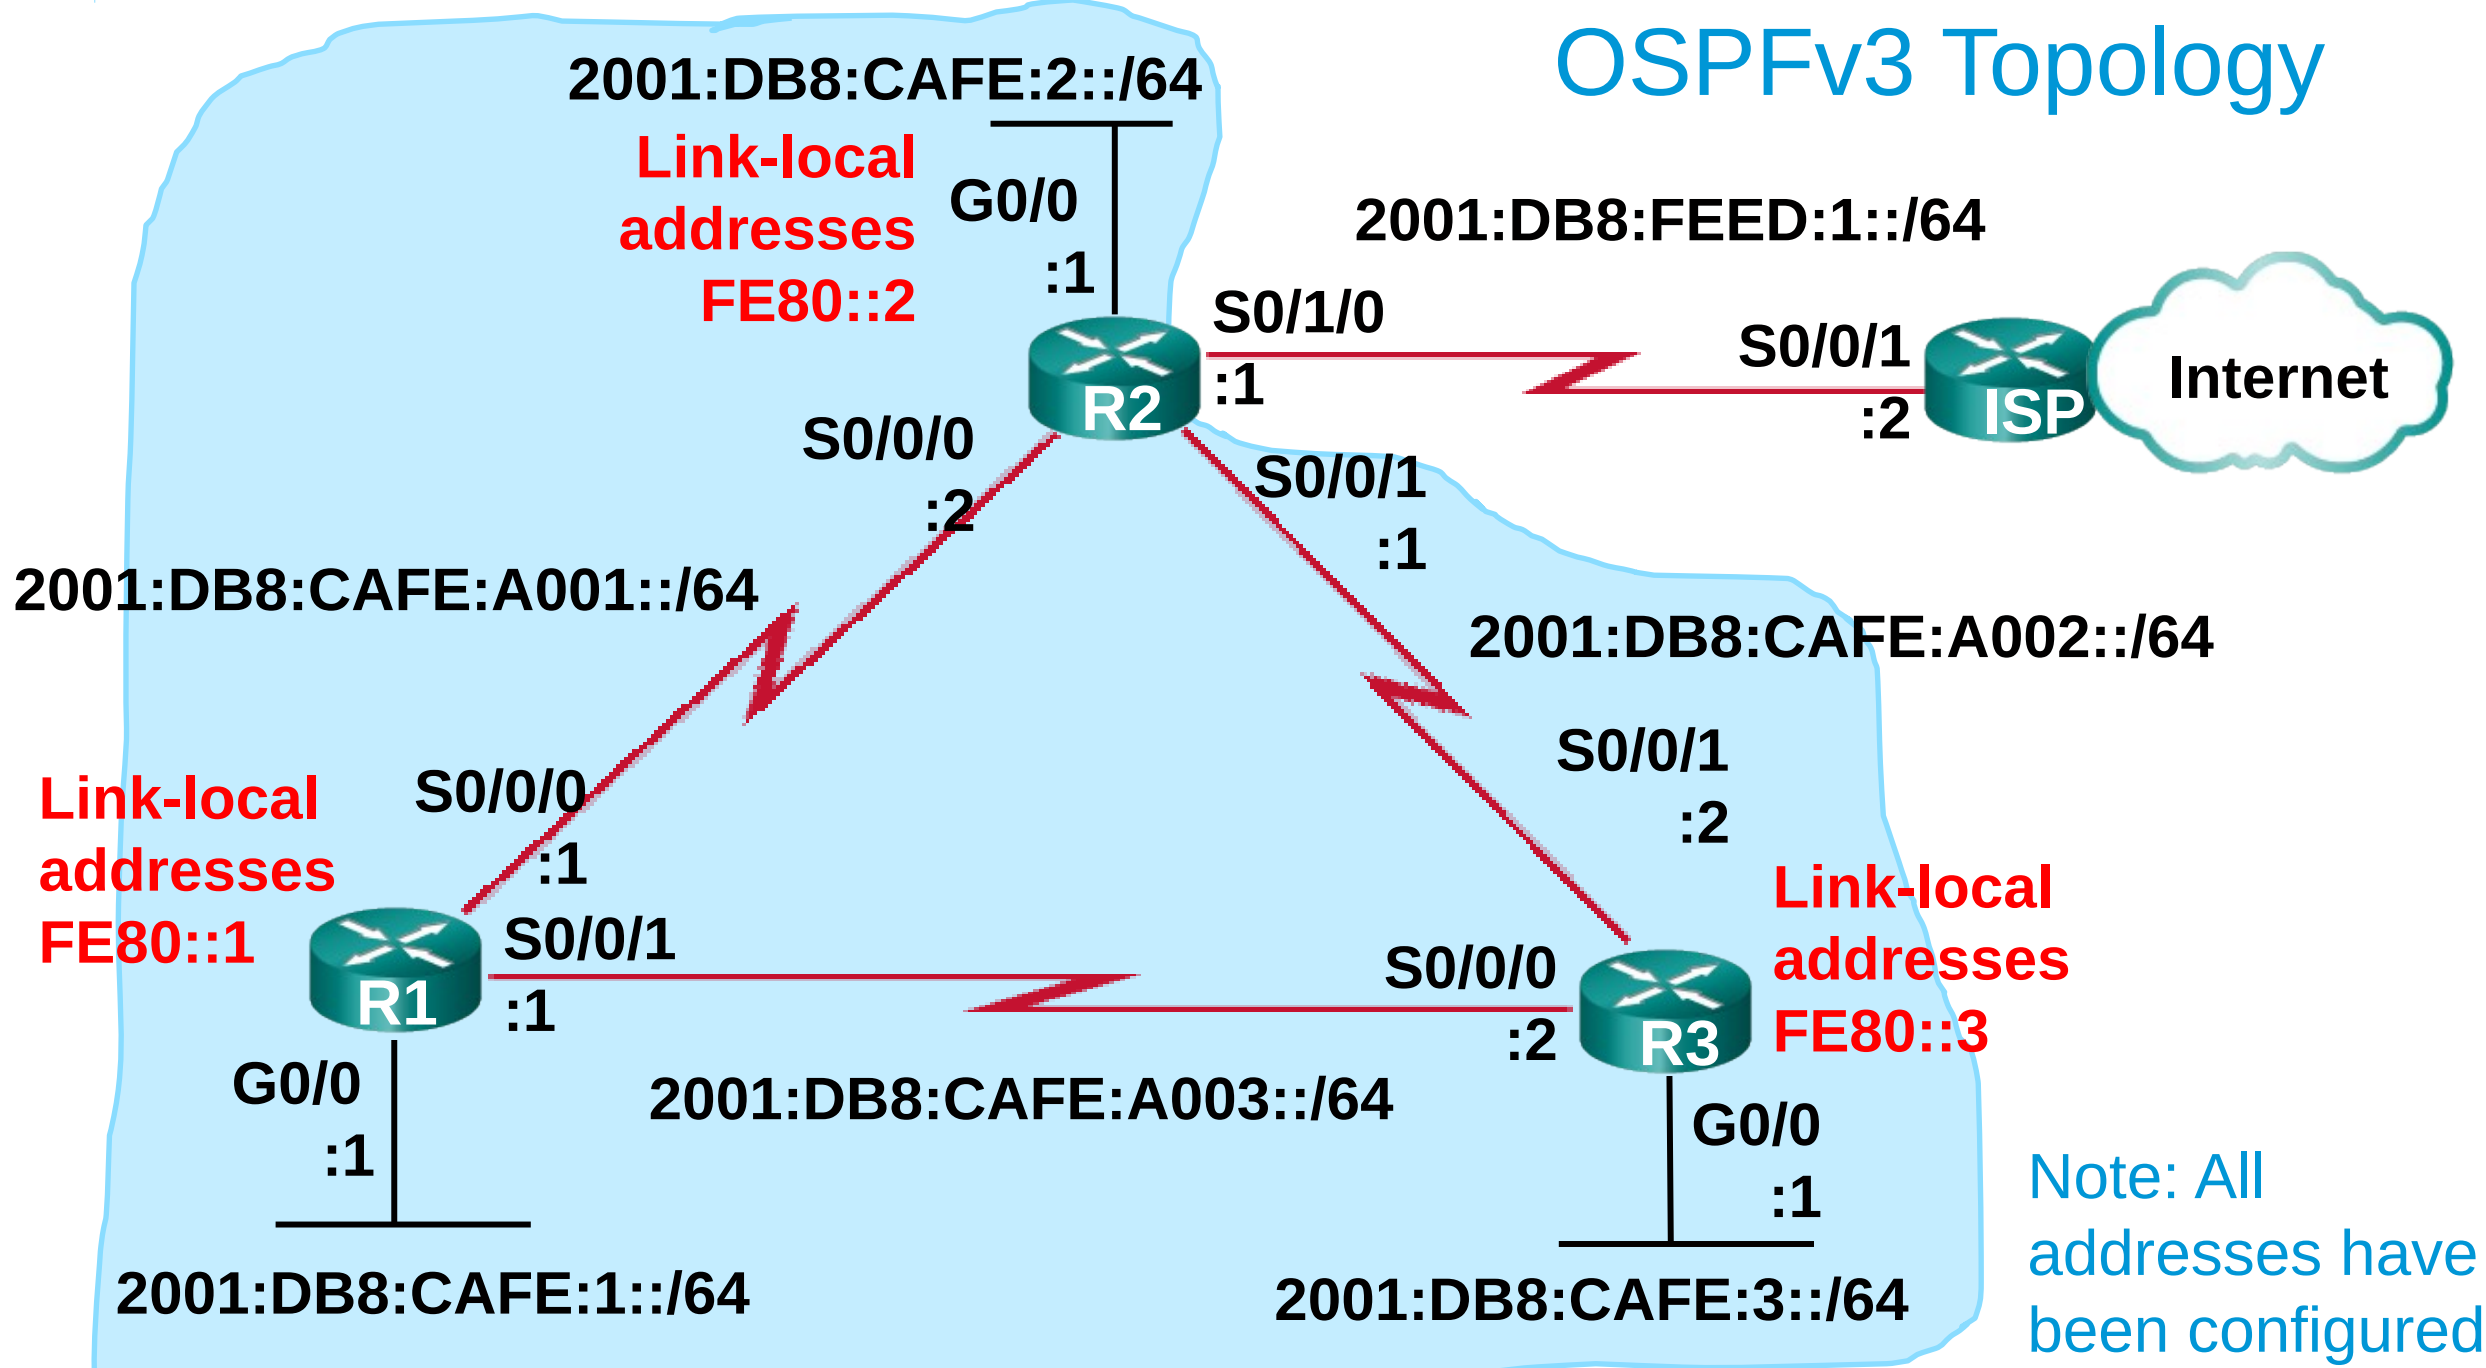 OSPFv3 Topology
2001:DB8:CAFE:2::/64
Link-local
addresses
FE80::2
G0/0
:1
2001:DB8:FEED:1::/64
S0/1/0
:1
S0/0/1
:2
ISP
Internet
R2
S0/0/0
:2
S0/0/1
:1
2001:DB8:CAFE:A001::/64
2001:DB8:CAFE:A002::/64
S0/0/1
:2
Link-local
addresses
FE80::1
S0/0/0
:1
R1
S0/0/1
:1
S0/0/0
:2
R3
Link-local
addresses
FE80::3
G0/0
:1
2001:DB8:CAFE:A003::/64
G0/0
:1
2001:DB8:CAFE:1::/64
2001:DB8:CAFE:3::/64
Note: All
addresses have
been configured